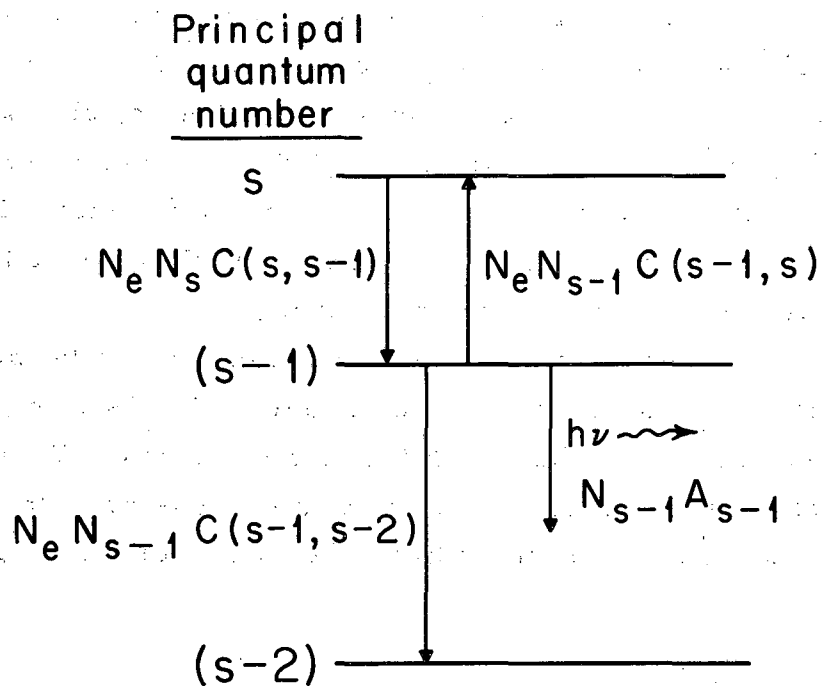 Principal
quantum
number
s
N_e N_s C(s, s-1)
N_e N_{s-1} C(s-1, s)
(s-1)
hν
N_{s-1} A_{s-1}
N_e N_{s-1} C(s-1, s-2)
(s-2)